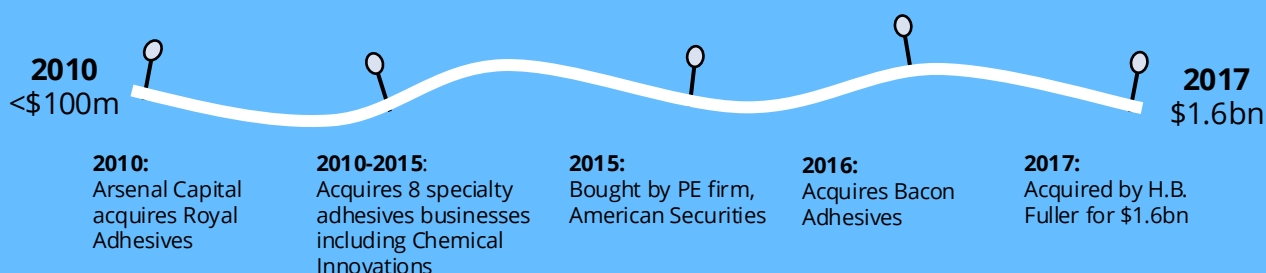 2010
<$100m
2017
$1.6bn
2010:
Arsenal Capital
acquires Royal
Adhesives
2010-2015:
Acquires 8 specialty
adhesives businesses
including Chemical
Innovations
2015:
Bought by PE firm,
American Securities
2016:
Acquires Bacon
Adhesives
2017:
Acquired by H.B.
Fuller for $1.6bn